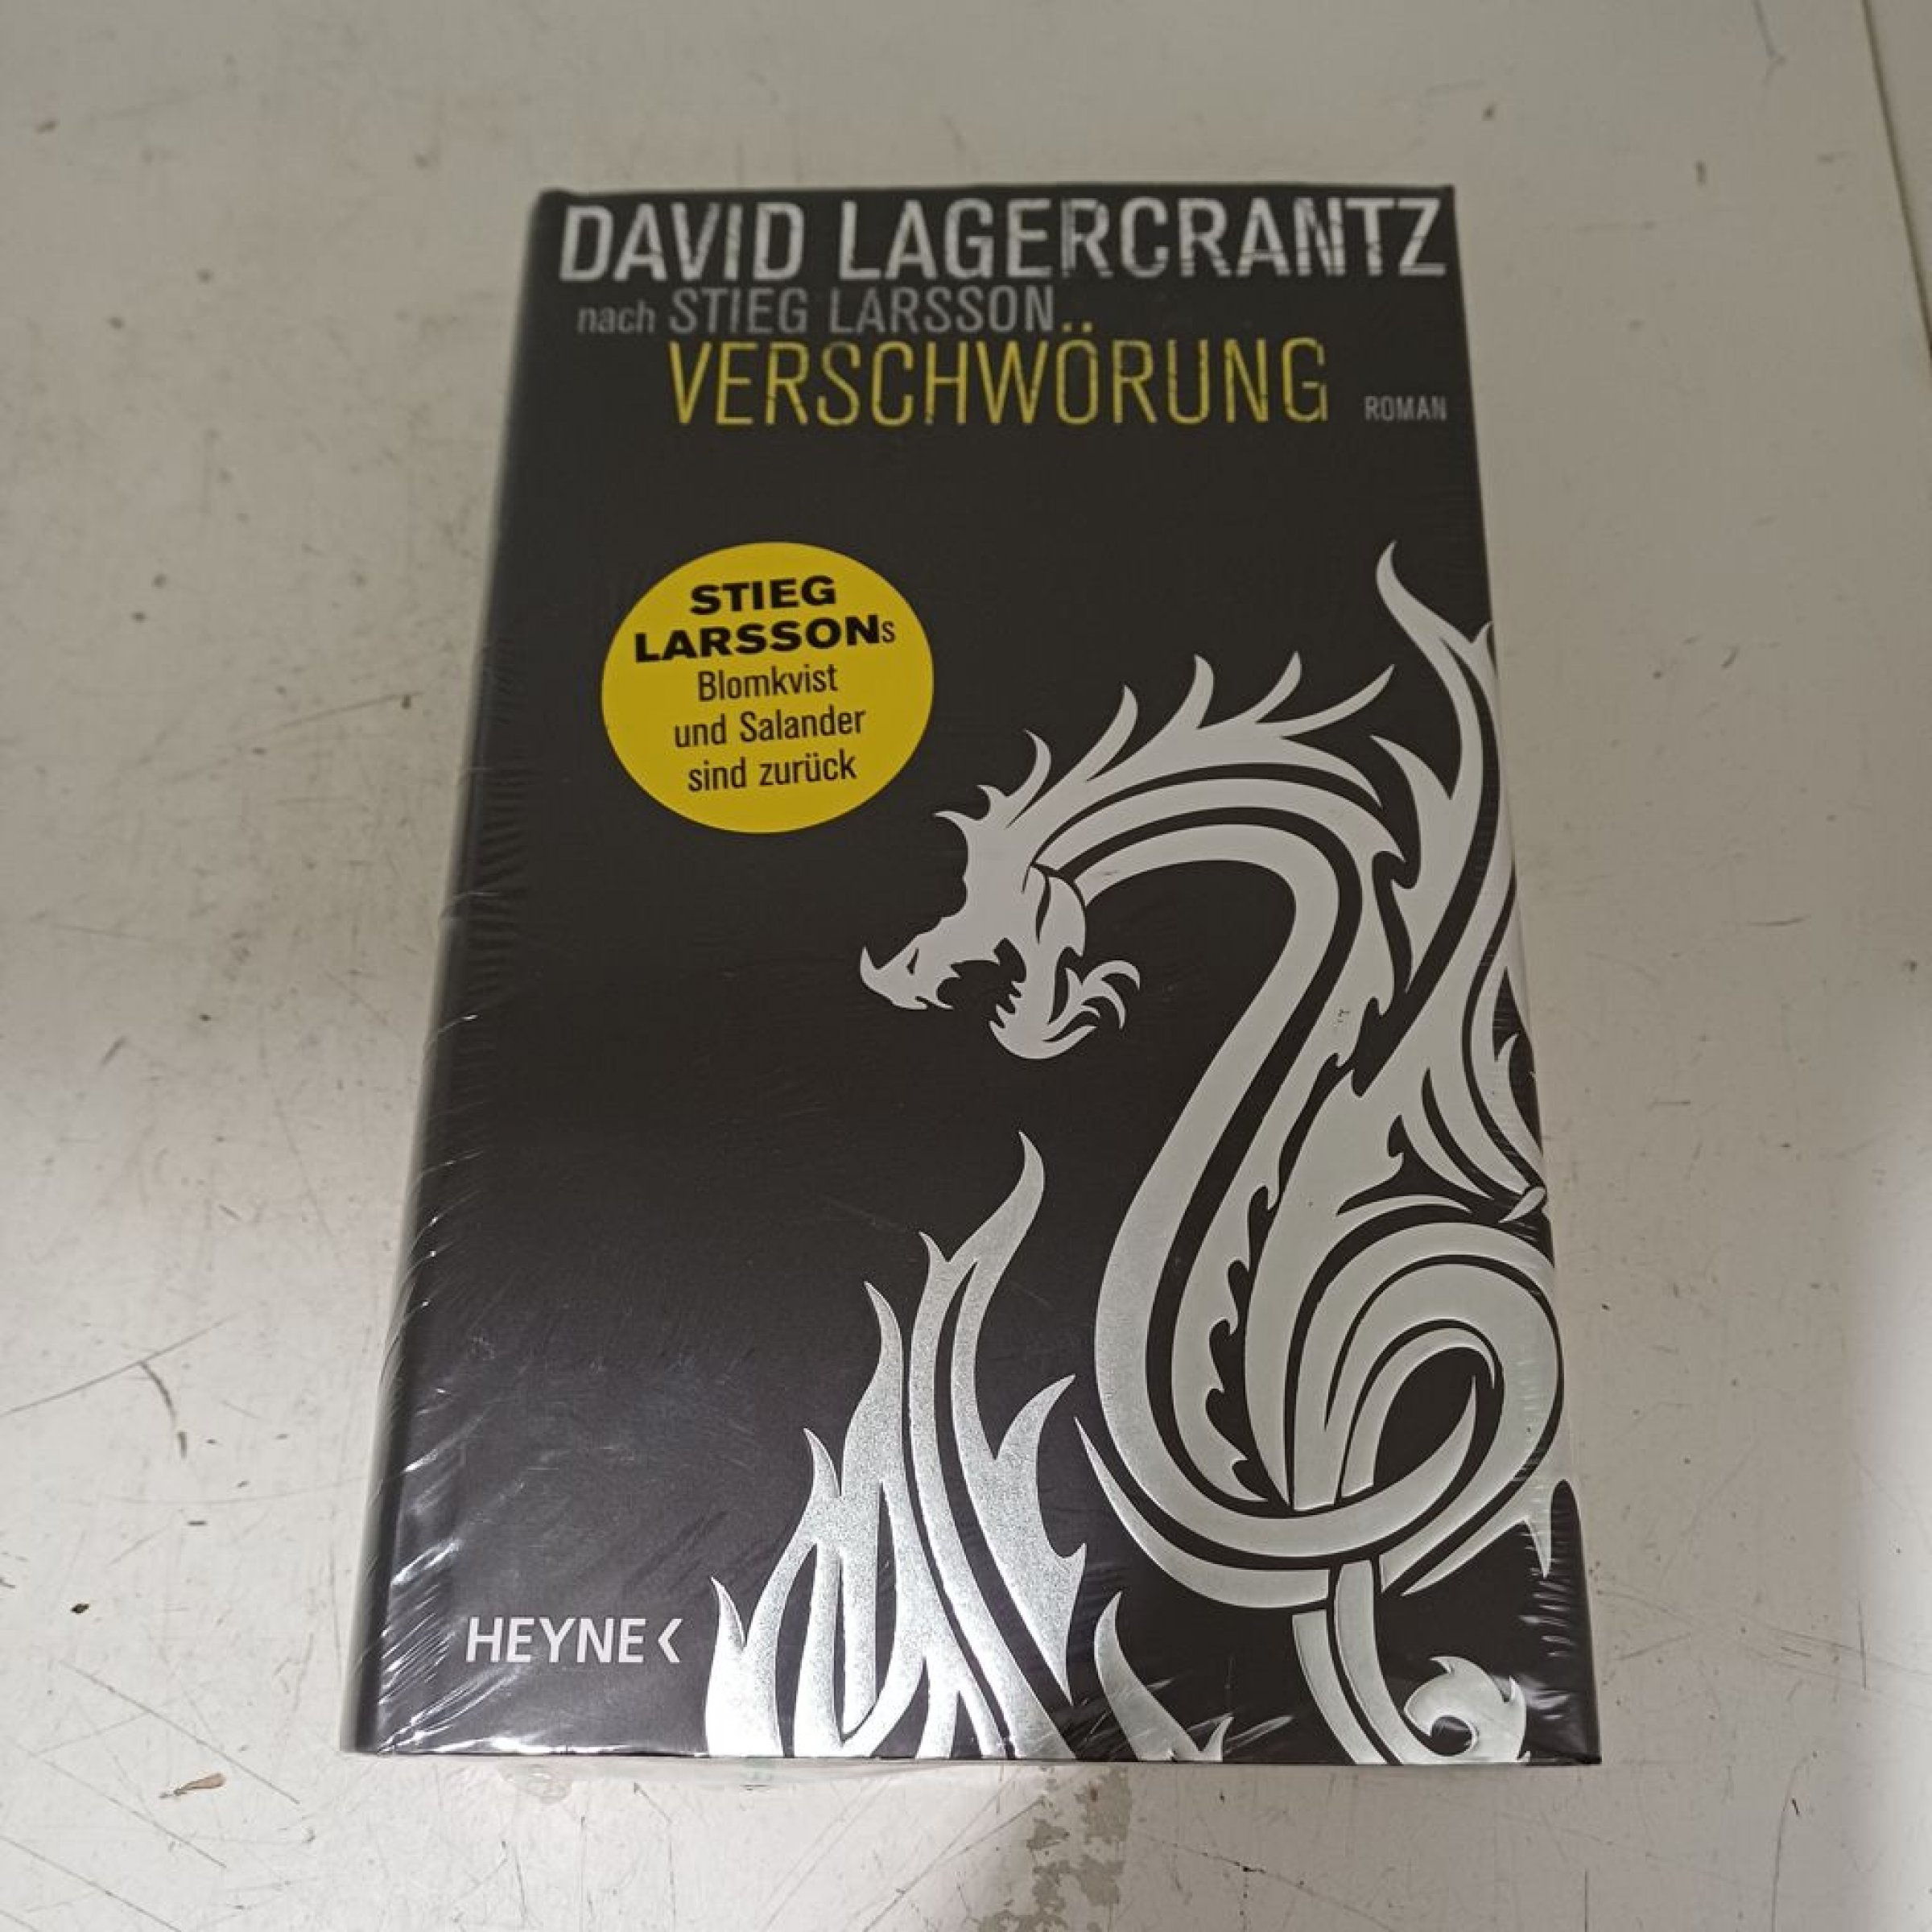 DAVID LAGERCRANTZ
nach STIEG LARSSON
VERSCHWÖRUNG ROMAN
STIEG
LARSSONs
Blomkvist
und Salander
sind zurück
HEYNE <